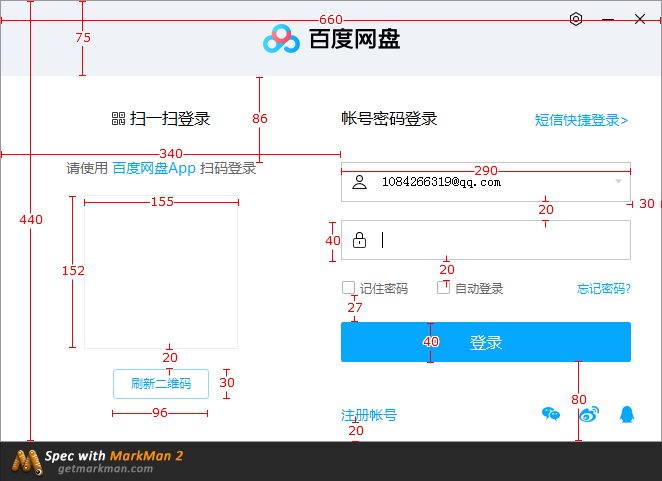 660
75
百度网盘
扫一扫登录
86
帐号密码登录
短信快捷登录>
340
请使用 百度网盘App 扫码登录
290
1084266319@qq.com
155
30
20
440
152
40
20
记住密码
自动登录
忘记密码?
27
40
登录
20
刷新二维码
30
96
80
注册帐号
20
Spec with MarkMan 2
getmarkman.com